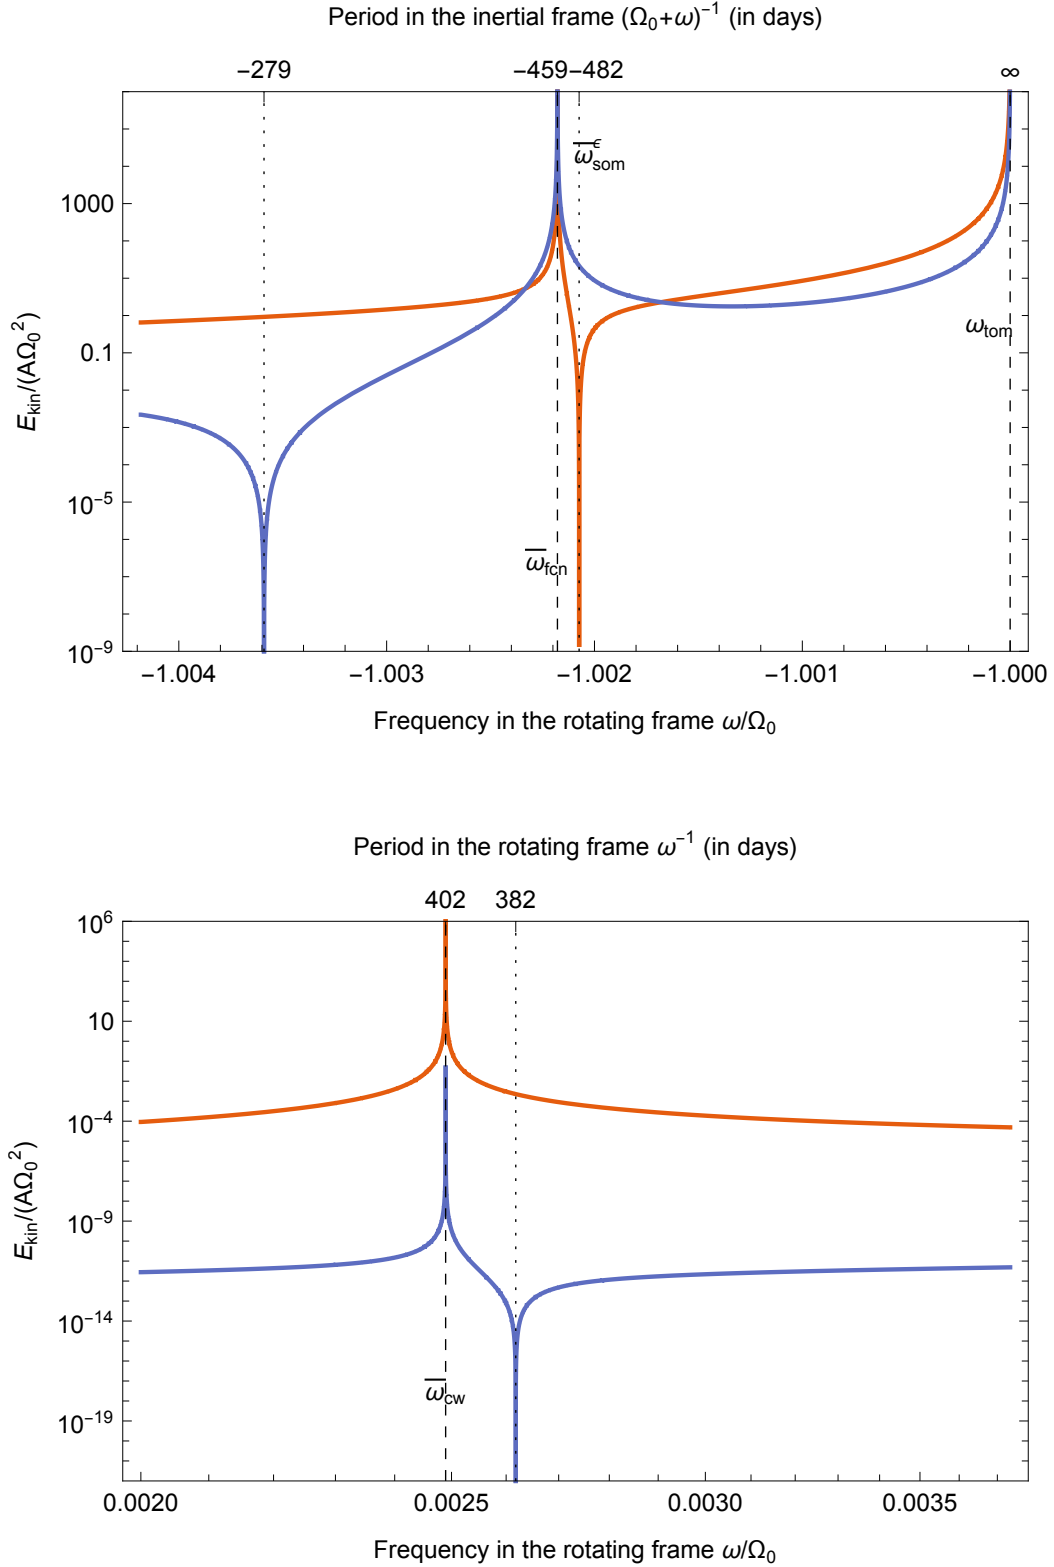 Period in the inertial frame (Ω₀+ω)⁻¹ (in days)
−279 −459 −482 ∞
ω̅ᵋsom
1000
ωtom
0.1
Eₖᵢₙ/(AΩ₀²)
10⁻⁵
ω̅fcn
10⁻⁹
−1.004 −1.003 −1.002 −1.001 −1.000
Frequency in the rotating frame ω/Ω₀
Period in the rotating frame ω⁻¹ (in days)
402 382
10⁶
10
10⁻⁴
Eₖᵢₙ/(AΩ₀²)
10⁻⁹
10⁻¹⁴
ω̅cw
10⁻¹⁹
0.0020 0.0025 0.0030 0.0035
Frequency in the rotating frame ω/Ω₀